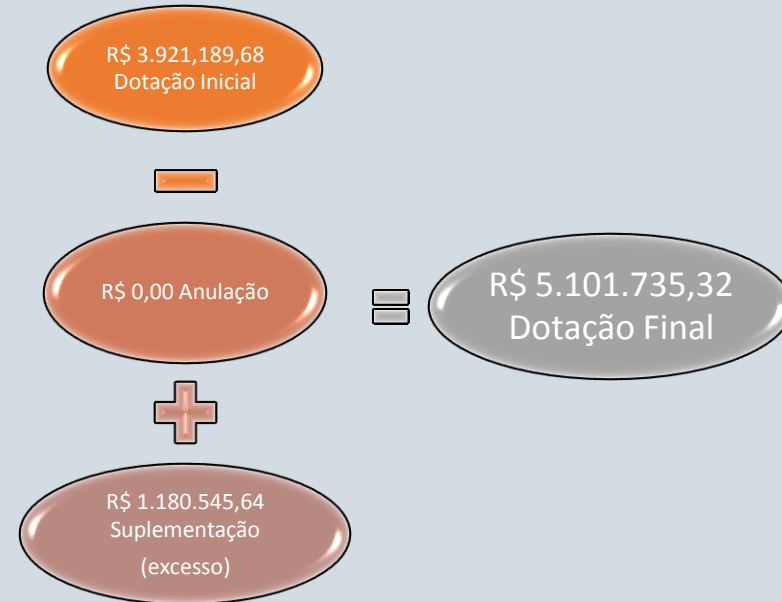 R$ 3.921,189,68
Dotação Inicial
R$ 0,00 Anulação
R$ 1.180.545,64
Suplementação
(excesso)
R$ 5.101.735,32
Dotação Final